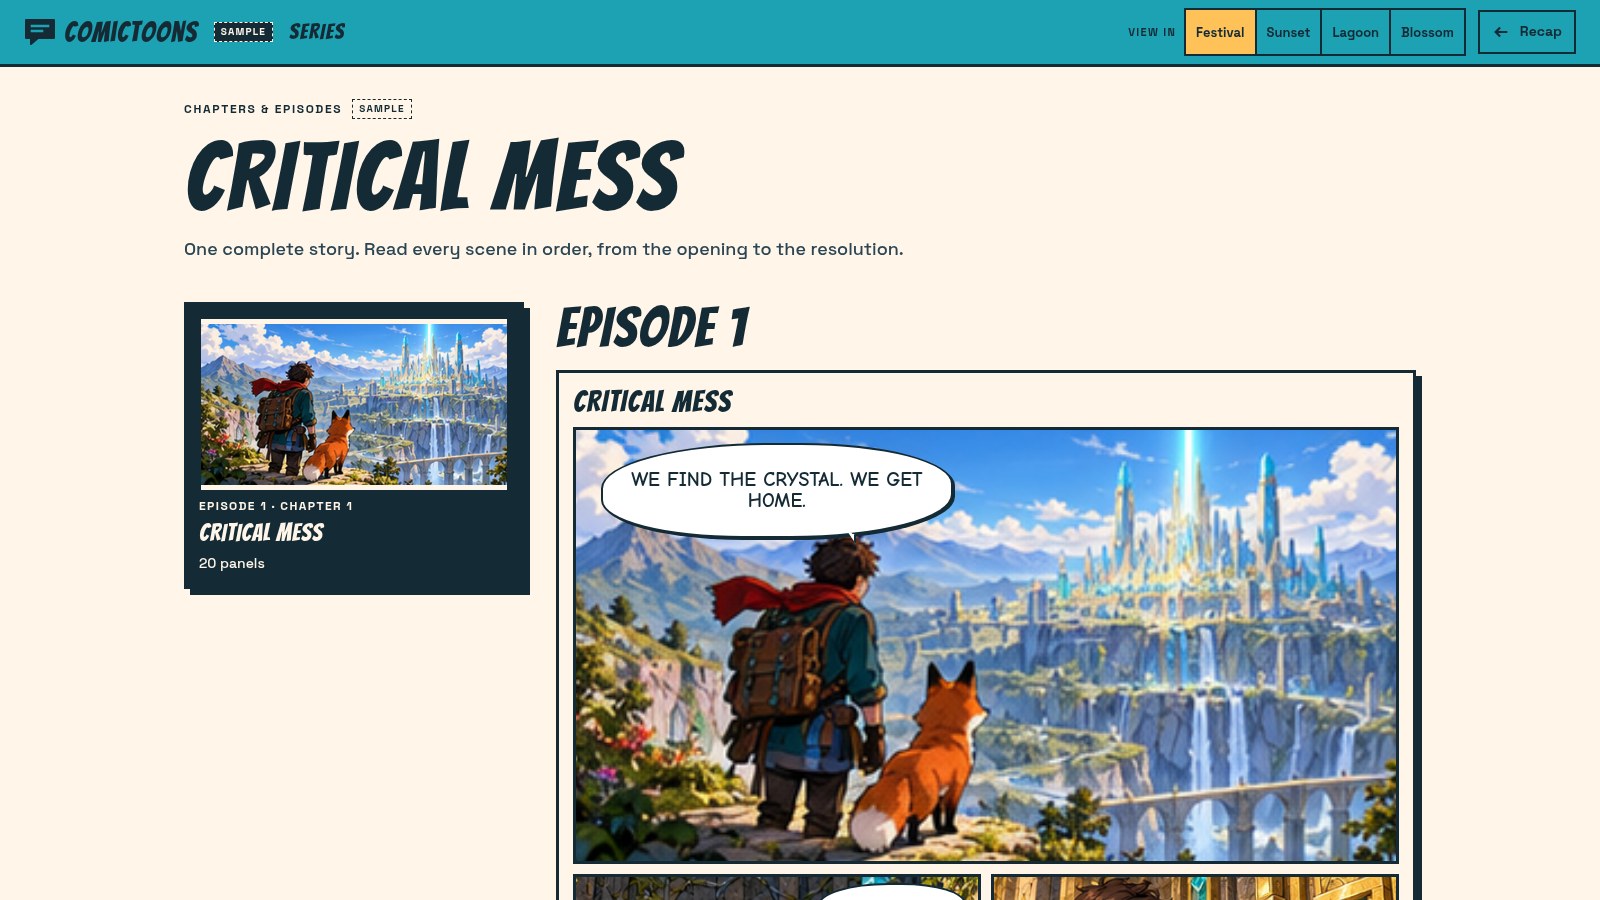 COMICTOONS SAMPLE SERIES VIEW IN Festival Sunset Lagoon Blossom ← Recap
CHAPTERS & EPISODES SAMPLE
CRITICAL MESS
One complete story. Read every scene in order, from the opening to the resolution.
EPISODE 1 · CHAPTER 1
CRITICAL MESS
20 panels
EPISODE 1
CRITICAL MESS
WE FIND THE CRYSTAL. WE GET
HOME.